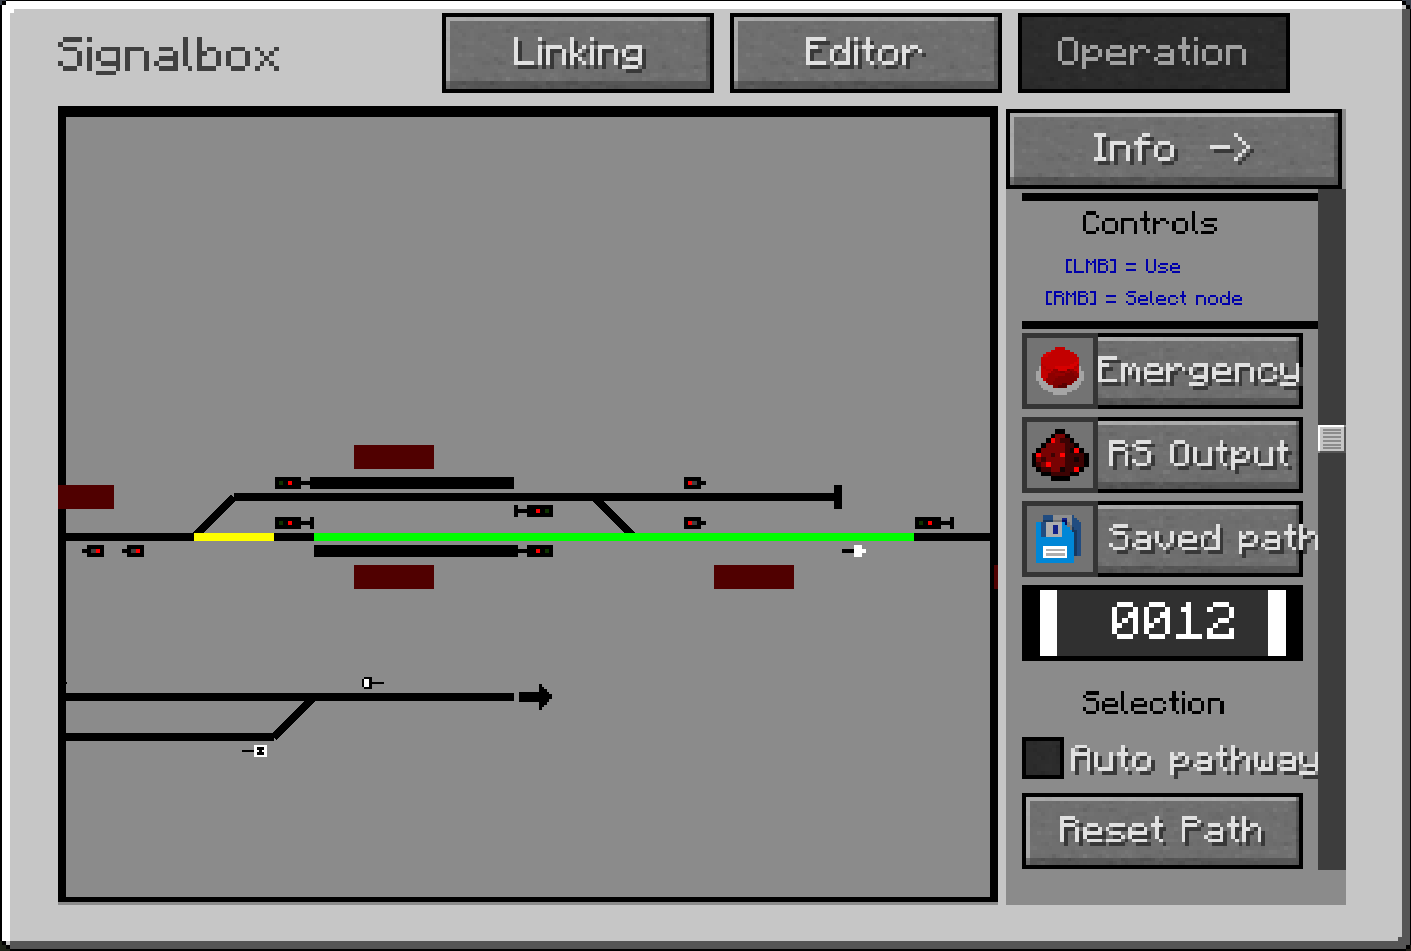 Signalbox
Linking
Editor
Operation
Info ->
Controls
[LMB] = Use
[RMB] = Select node
Emergency
RS Output
Saved path
0012
Selection
Auto pathway
Reset Path